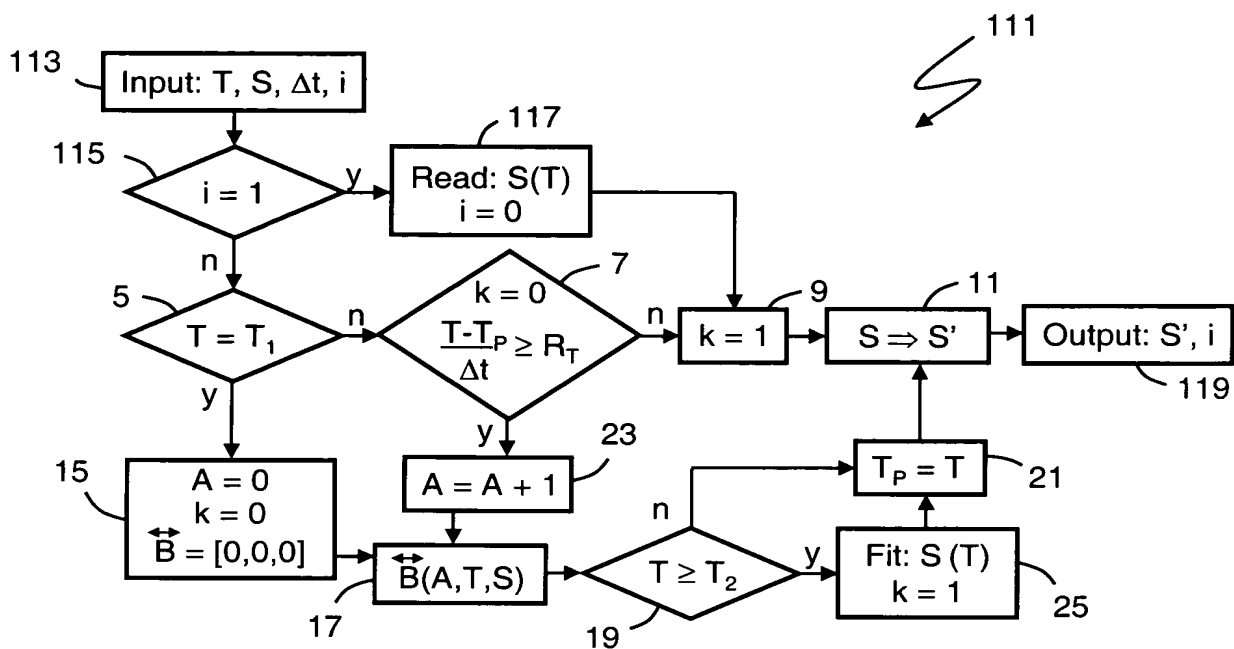 111
113
Input: T, S, Δt, i
115
i = 1
y
n
117
Read: S(T)
i = 0
5
T = T₁
n
y
7
k = 0
T-Tₚ
Δt
≥ R_T
n
y
9
k = 1
11
S ⇒ S'
Output: S', i
119
15
A = 0
k = 0
B = [0,0,0]
23
A = A + 1
17
B(A,T,S)
19
T ≥ T₂
n
y
21
Tₚ = T
25
Fit: S (T)
k = 1